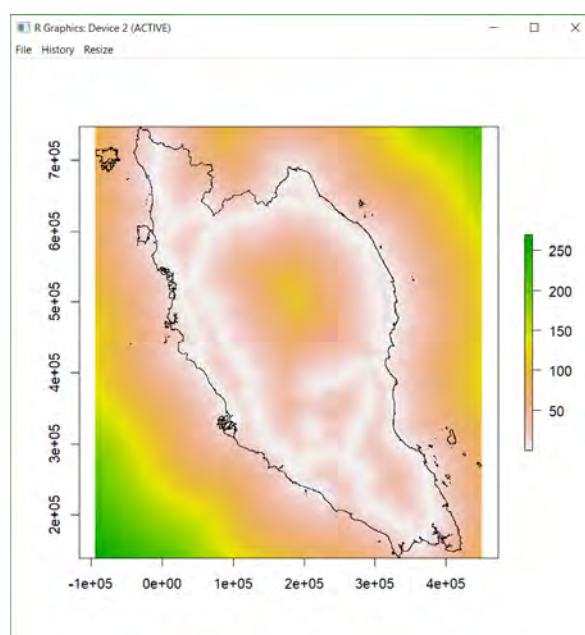 R Graphics: Device 2 (ACTIVE)
File History Resize
7e+05
6e+05
5e+05
4e+05
3e+05
2e+05
-1e+05 0e+00 1e+05 2e+05 3e+05 4e+05
250
200
150
100
50